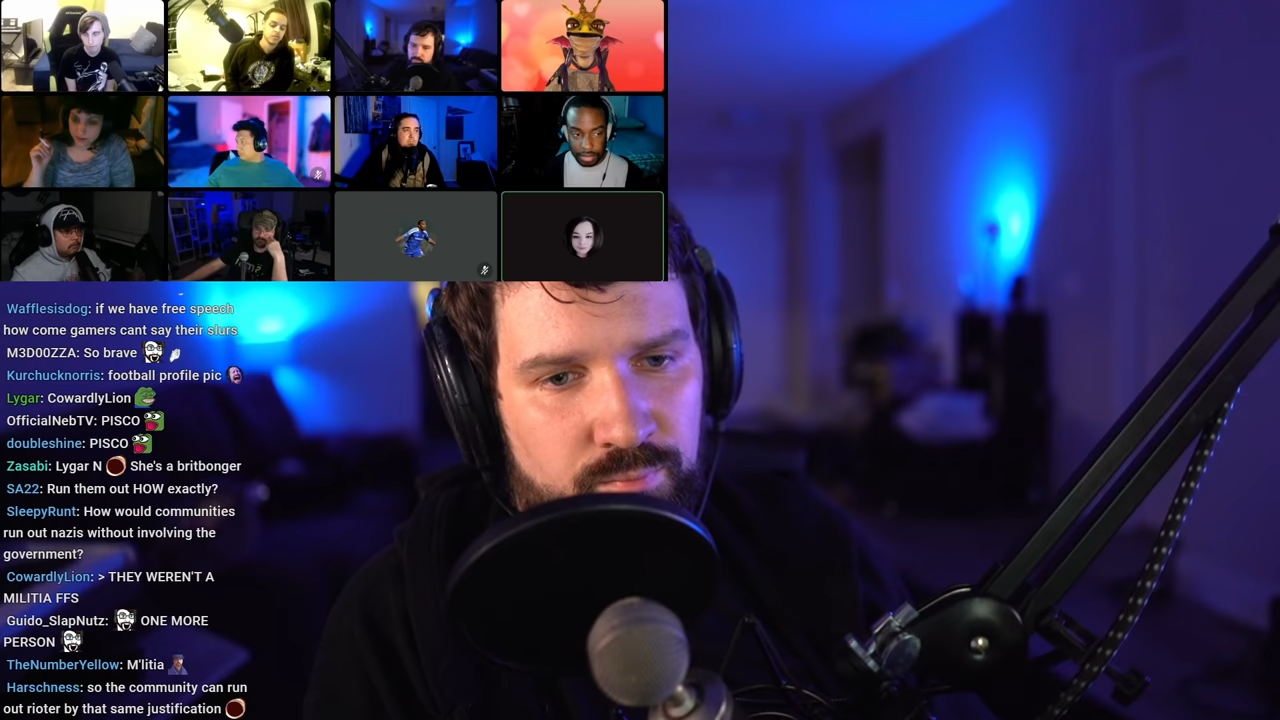 Wafflesisdog: if we have free speech
how come gamers cant say their slurs
M3D00ZZA: So brave
Kurchucknorris: football profile pic
Lygar: CowardlyLion
OfficialNebTV: PISCO
doubleshine: PISCO
Zasabi: Lygar N She's a britbonger
SA22: Run them out HOW exactly?
SleepyRunt: How would communities
run out nazis without involving the
government?
CowardlyLion: > THEY WEREN'T A
MILITIA FFS
Guido_SlapNutz: ONE MORE
PERSON
TheNumberYellow: M'litia
Harschness: so the community can run
out rioter by that same justification